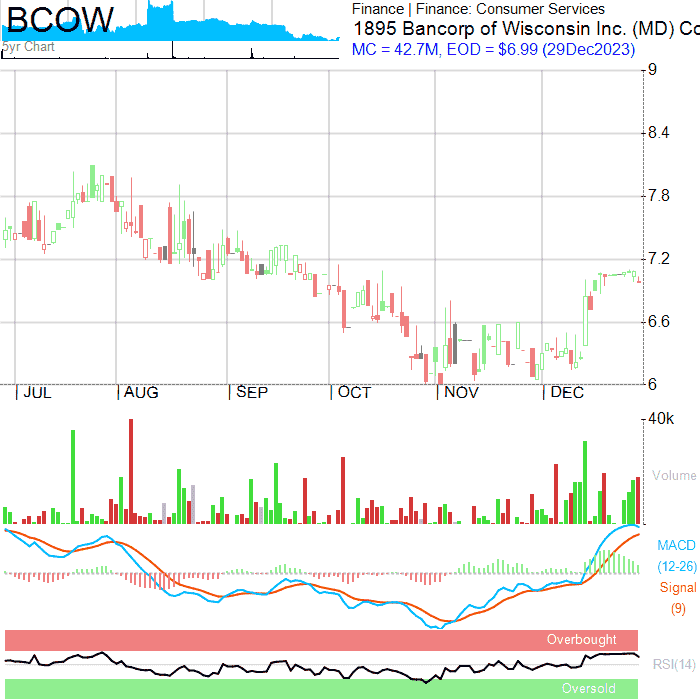 BCOW
5yr Chart
Finance | Finance: Consumer Services
1895 Bancorp of Wisconsin Inc. (MD) Co
MC = 42.7M, EOD = $6.99 (29Dec2023)
9
8.4
7.8
7.2
6.6
6
JUL
AUG
SEP
OCT
NOV
DEC
40k
Volume
MACD
(12-26)
Signal
(9)
Overbought
RSI(14)
Oversold